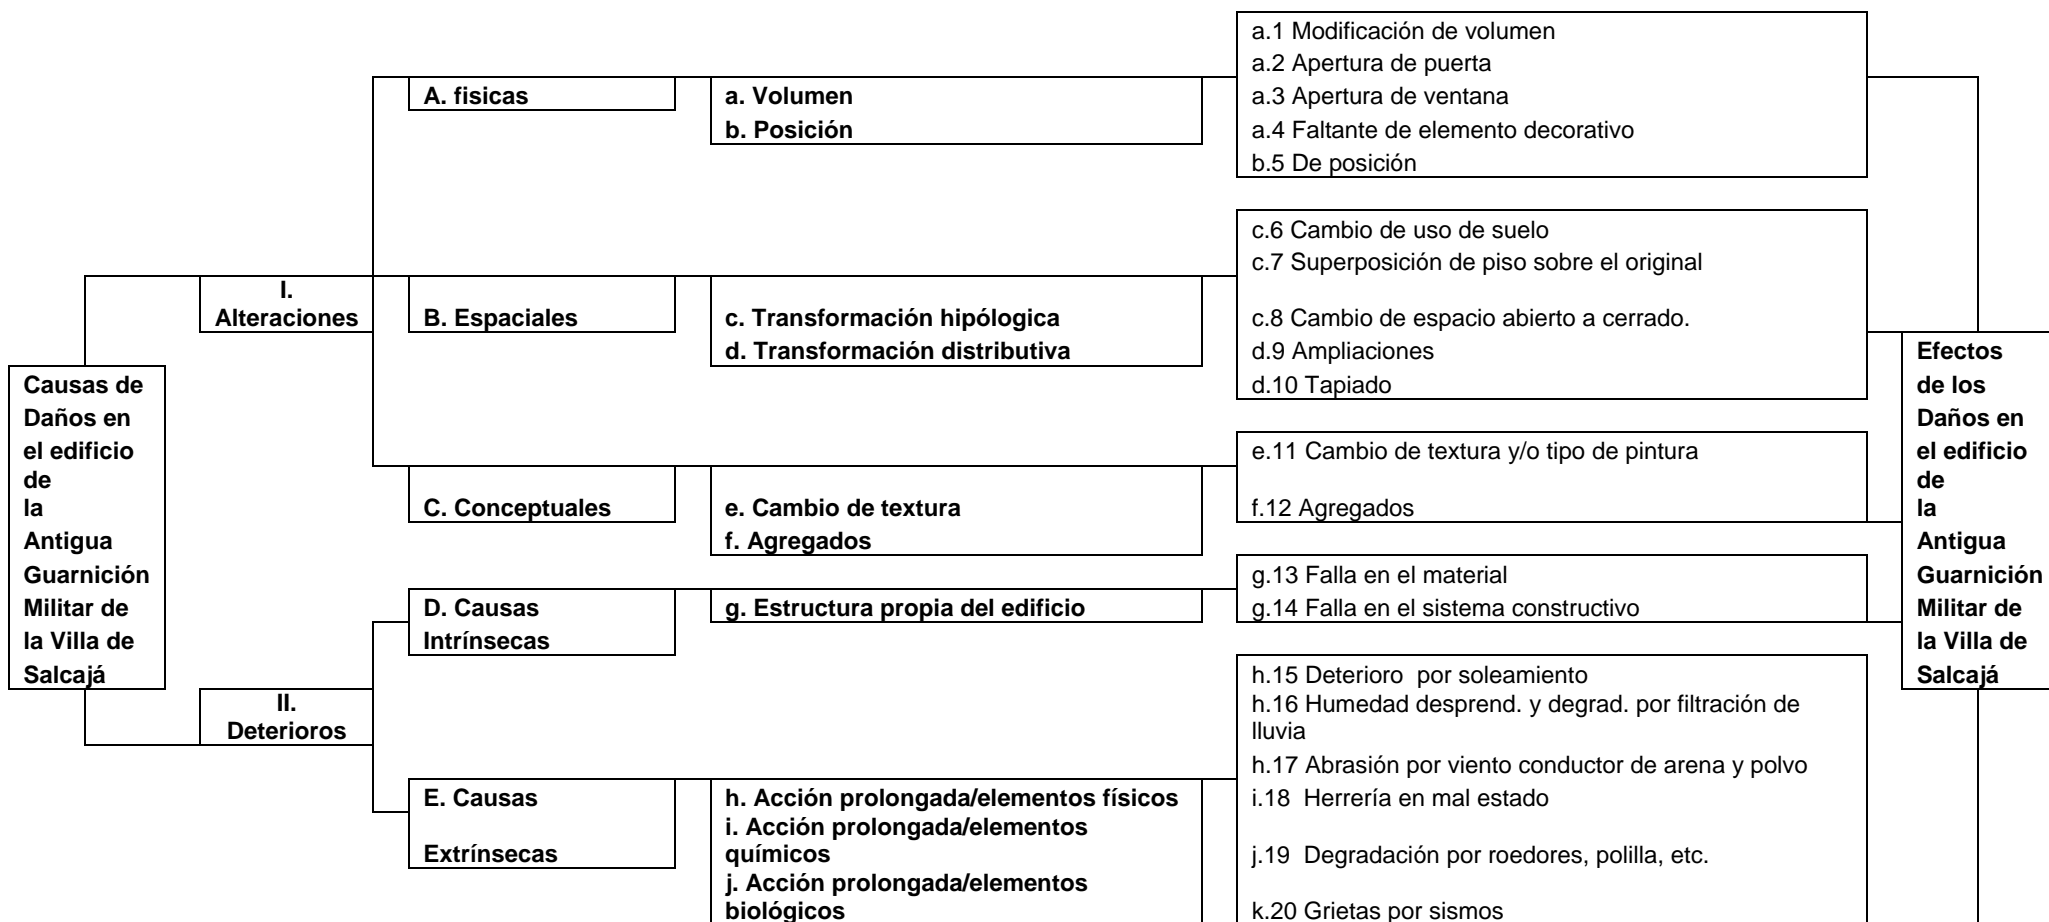 Causas de
Daños en
el edificio
de
la
Antigua
Guarnición
Militar de
la Villa de
Salcajá
I.
Alteraciones
A. fisicas
a. Volumen
b. Posición
a.1 Modificación de volumen
a.2 Apertura de puerta
a.3 Apertura de ventana
a.4 Faltante de elemento decorativo
b.5 De posición
B. Espaciales
c. Transformación hipólogica
d. Transformación distributiva
c.6 Cambio de uso de suelo
c.7 Superposición de piso sobre el original
c.8 Cambio de espacio abierto a cerrado.
d.9 Ampliaciones
d.10 Tapiado
C. Conceptuales
e. Cambio de textura
f. Agregados
e.11 Cambio de textura y/o tipo de pintura
f.12 Agregados
II.
Deterioros
D. Causas
Intrínsecas
g. Estructura propia del edificio
g.13 Falla en el material
g.14 Falla en el sistema constructivo
E. Causas
Extrínsecas
h. Acción prolongada/elementos físicos
i. Acción prolongada/elementos
químicos
j. Acción prolongada/elementos
biológicos
h.15 Deterioro por soleamiento
h.16 Humedad desprend. y degrad. por filtración de
lluvia
h.17 Abrasión por viento conductor de arena y polvo
i.18 Herrería en mal estado
j.19 Degradación por roedores, polilla, etc.
k.20 Grietas por sismos
Efectos
de los
Daños en
el edificio
de
la
Antigua
Guarnición
Militar de
la Villa de
Salcajá